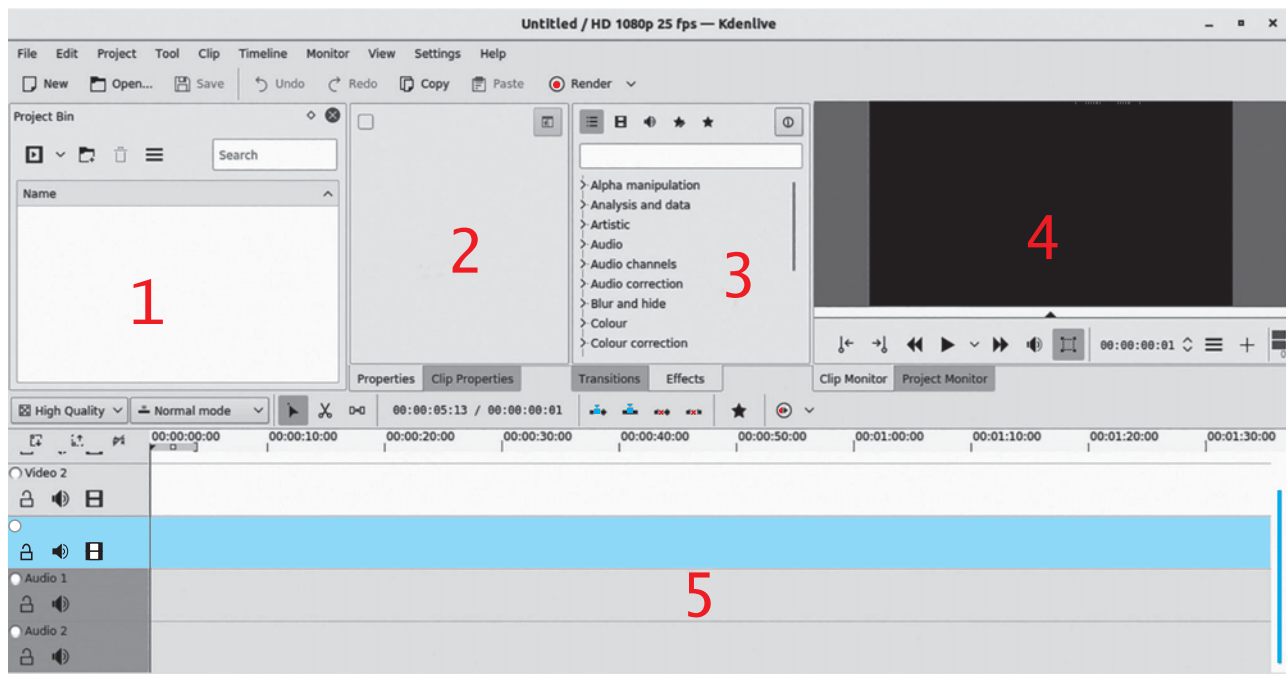 Untitled / HD 1080p 25 fps — Kdenlive
File Edit Project Tool Clip Timeline Monitor View Settings Help
New Open... Save Undo Redo Copy Paste Render
Project Bin
Search
Name
1
2
Properties Clip Properties
Alpha manipulation
Analysis and data
Artistic
Audio
Audio channels
Audio correction
Blur and hide
Colour
Colour correction
3
Transitions Effects
4
00:00:00:01
Clip Monitor Project Monitor
High Quality Normal mode 00:00:05:13 / 00:00:00:01
00:00:00:00 00:00:10:00 00:00:20:00 00:00:30:00 00:00:40:00 00:00:50:00 00:01:00:00 00:01:10:00 00:01:20:00 00:01:30:00
Video 2
Audio 1
5
Audio 2